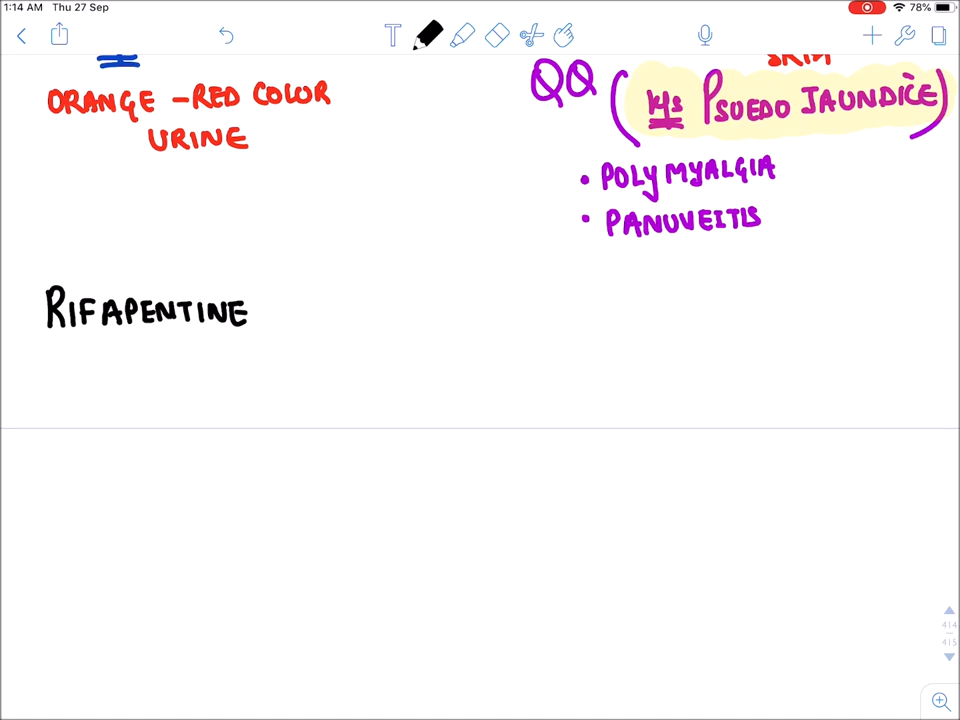 1:14 AM Thu 27 Sep
78%
T
ORANGE - RED COLOR
URINE
SKIN
QQ
(k/s PSUEDO JAUNDICE)
• POLYMYALGIA
• PANUVEITIS
RIFAPENTINE
414
415